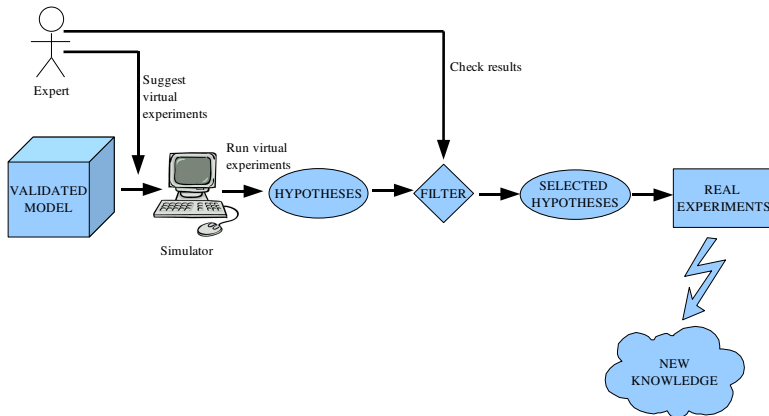 Expert
Suggest
virtual
experiments
Check results
VALIDATED
MODEL
Simulator
Run virtual
experiments
HYPOTHESES
FILTER
SELECTED
HYPOTHESES
REAL
EXPERIMENTS
NEW
KNOWLEDGE